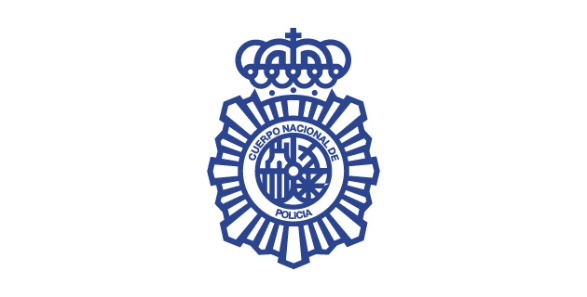 CUERPO NACIONAL DE
POLICIA